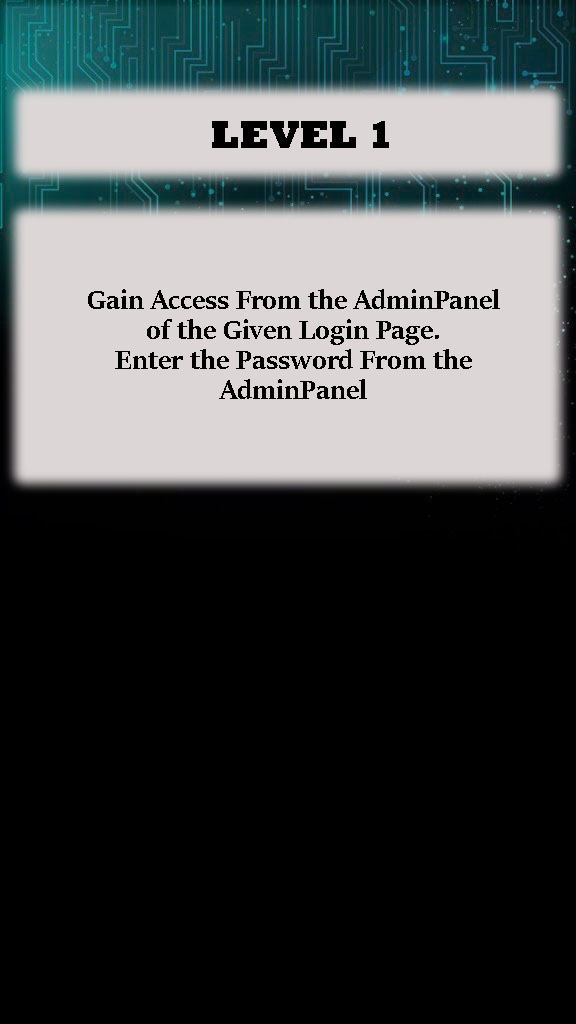 LEVEL 1
Gain Access From the AdminPanel
of the Given Login Page.
Enter the Password From the
AdminPanel